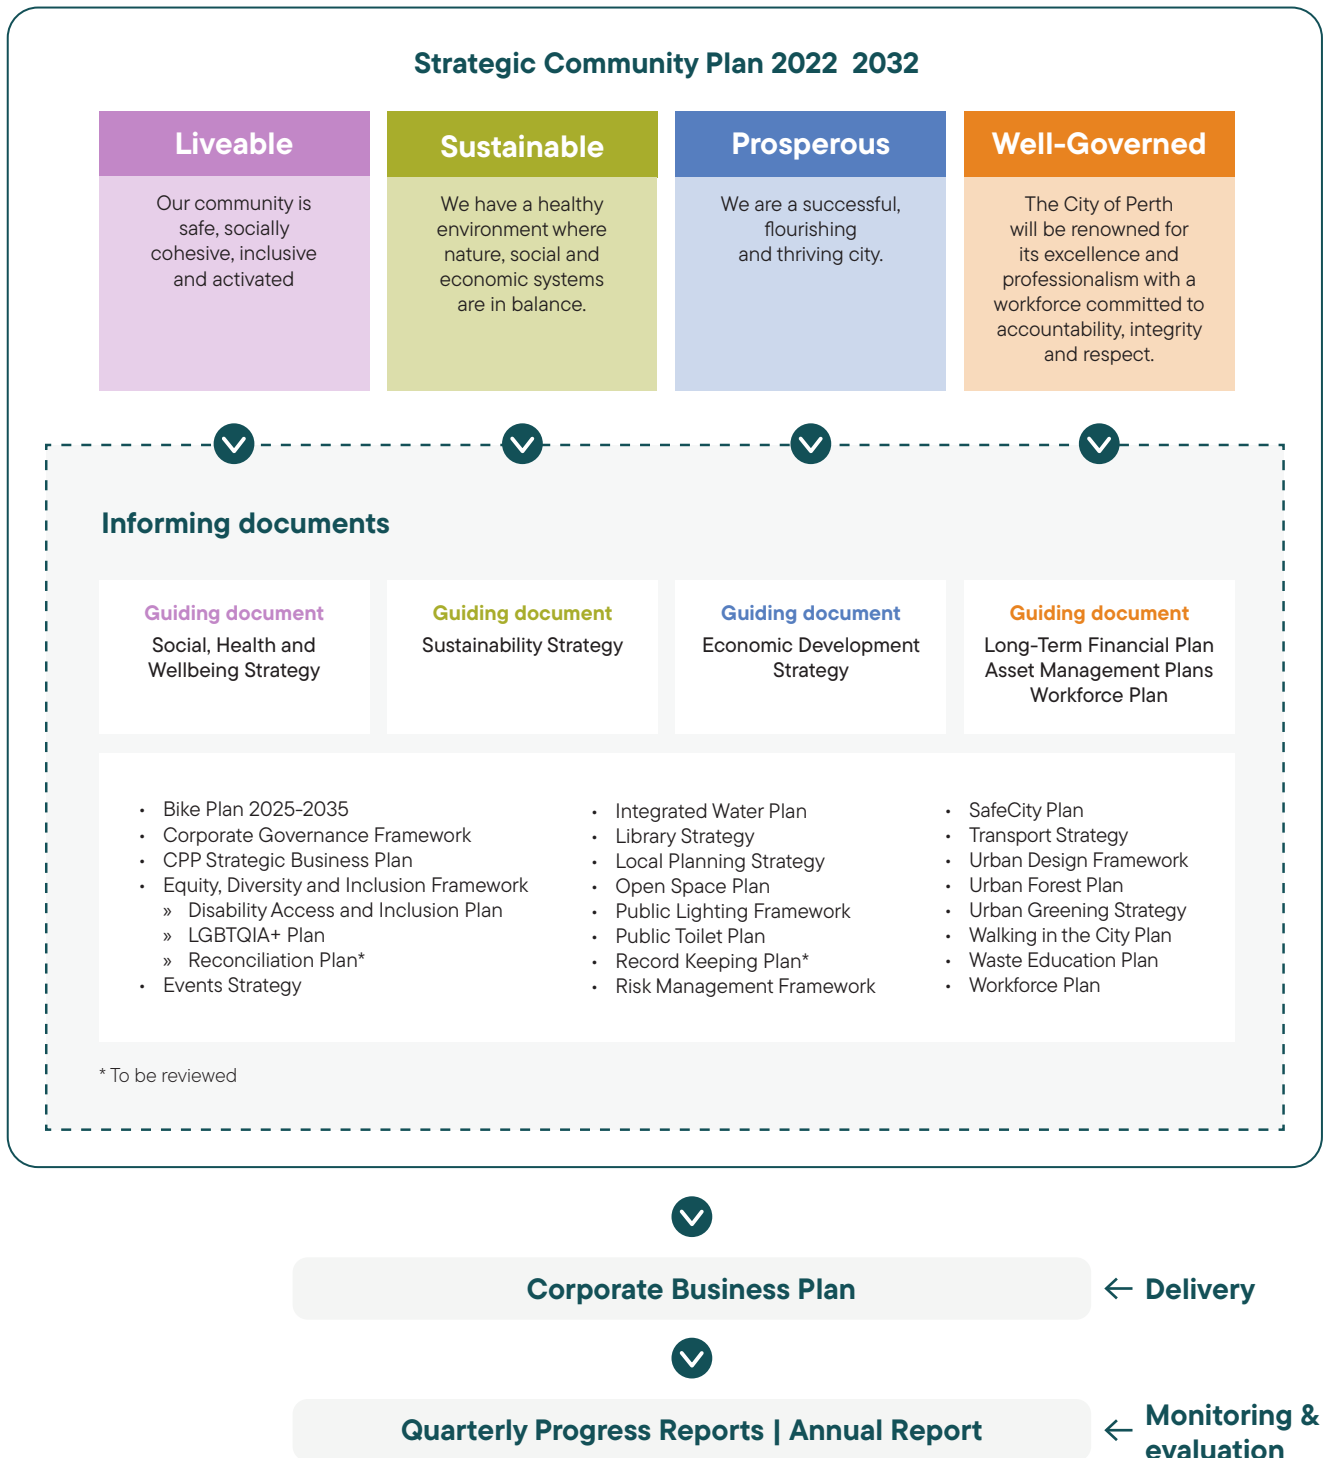 Strategic Community Plan 2022 2032
Liveable
Our community is
safe, socially
cohesive, inclusive
and activated
Sustainable
We have a healthy
environment where
nature, social and
economic systems
are in balance.
Prosperous
We are a successful,
flourishing
and thriving city.
Well-Governed
The City of Perth
will be renowned for
its excellence and
professionalism with a
workforce committed to
accountability, integrity
and respect.
Informing documents
Guiding document
Social, Health and
Wellbeing Strategy
Guiding document
Sustainability Strategy
Guiding document
Economic Development
Strategy
Guiding document
Long-Term Financial Plan
Asset Management Plans
Workforce Plan
• Bike Plan 2025-2035
• Corporate Governance Framework
• CPP Strategic Business Plan
• Equity, Diversity and Inclusion Framework
» Disability Access and Inclusion Plan
» LGBTQIA+ Plan
» Reconciliation Plan*
• Events Strategy
• Integrated Water Plan
• Library Strategy
• Local Planning Strategy
• Open Space Plan
• Public Lighting Framework
• Public Toilet Plan
• Record Keeping Plan*
• Risk Management Framework
• SafeCity Plan
• Transport Strategy
• Urban Design Framework
• Urban Forest Plan
• Urban Greening Strategy
• Walking in the City Plan
• Waste Education Plan
• Workforce Plan
* To be reviewed
Corporate Business Plan
← Delivery
Quarterly Progress Reports | Annual Report
← Monitoring &
evaluation